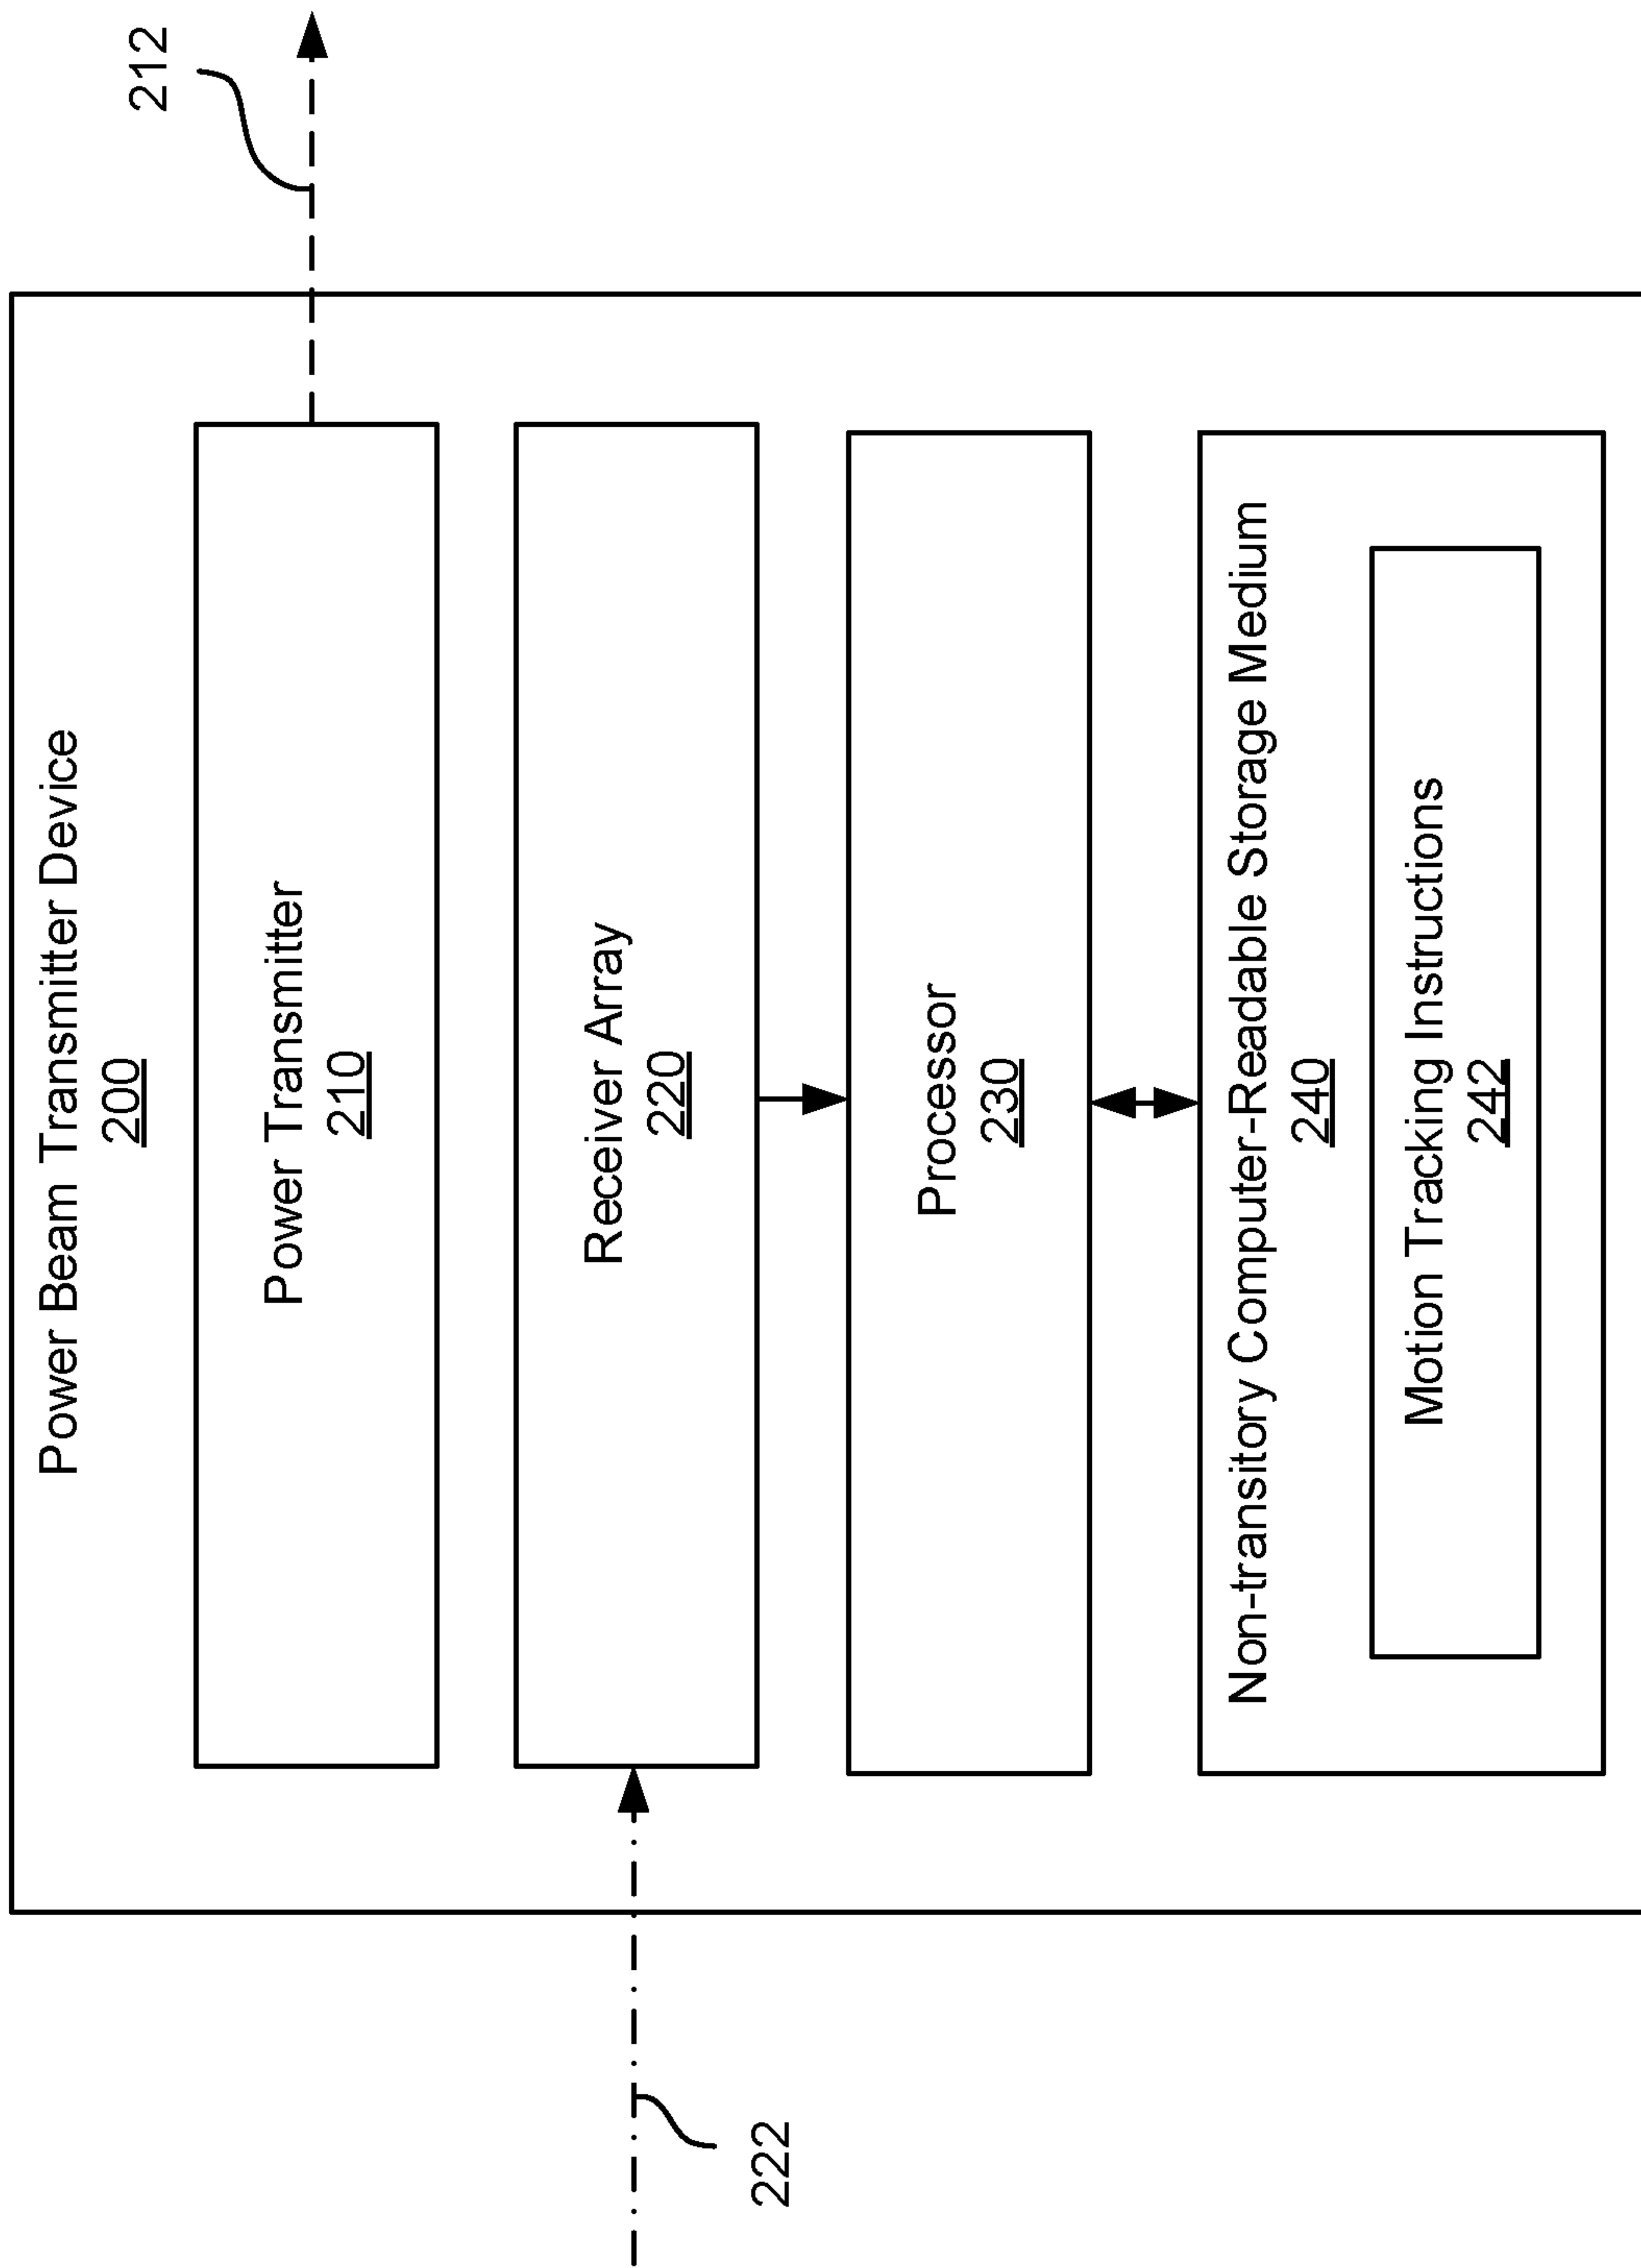 Power Beam Transmitter Device
200
212
Power Transmitter
210
Receiver Array
220
222
Processor
230
Non-transitory Computer-Readable Storage Medium
240
Motion Tracking Instructions
242